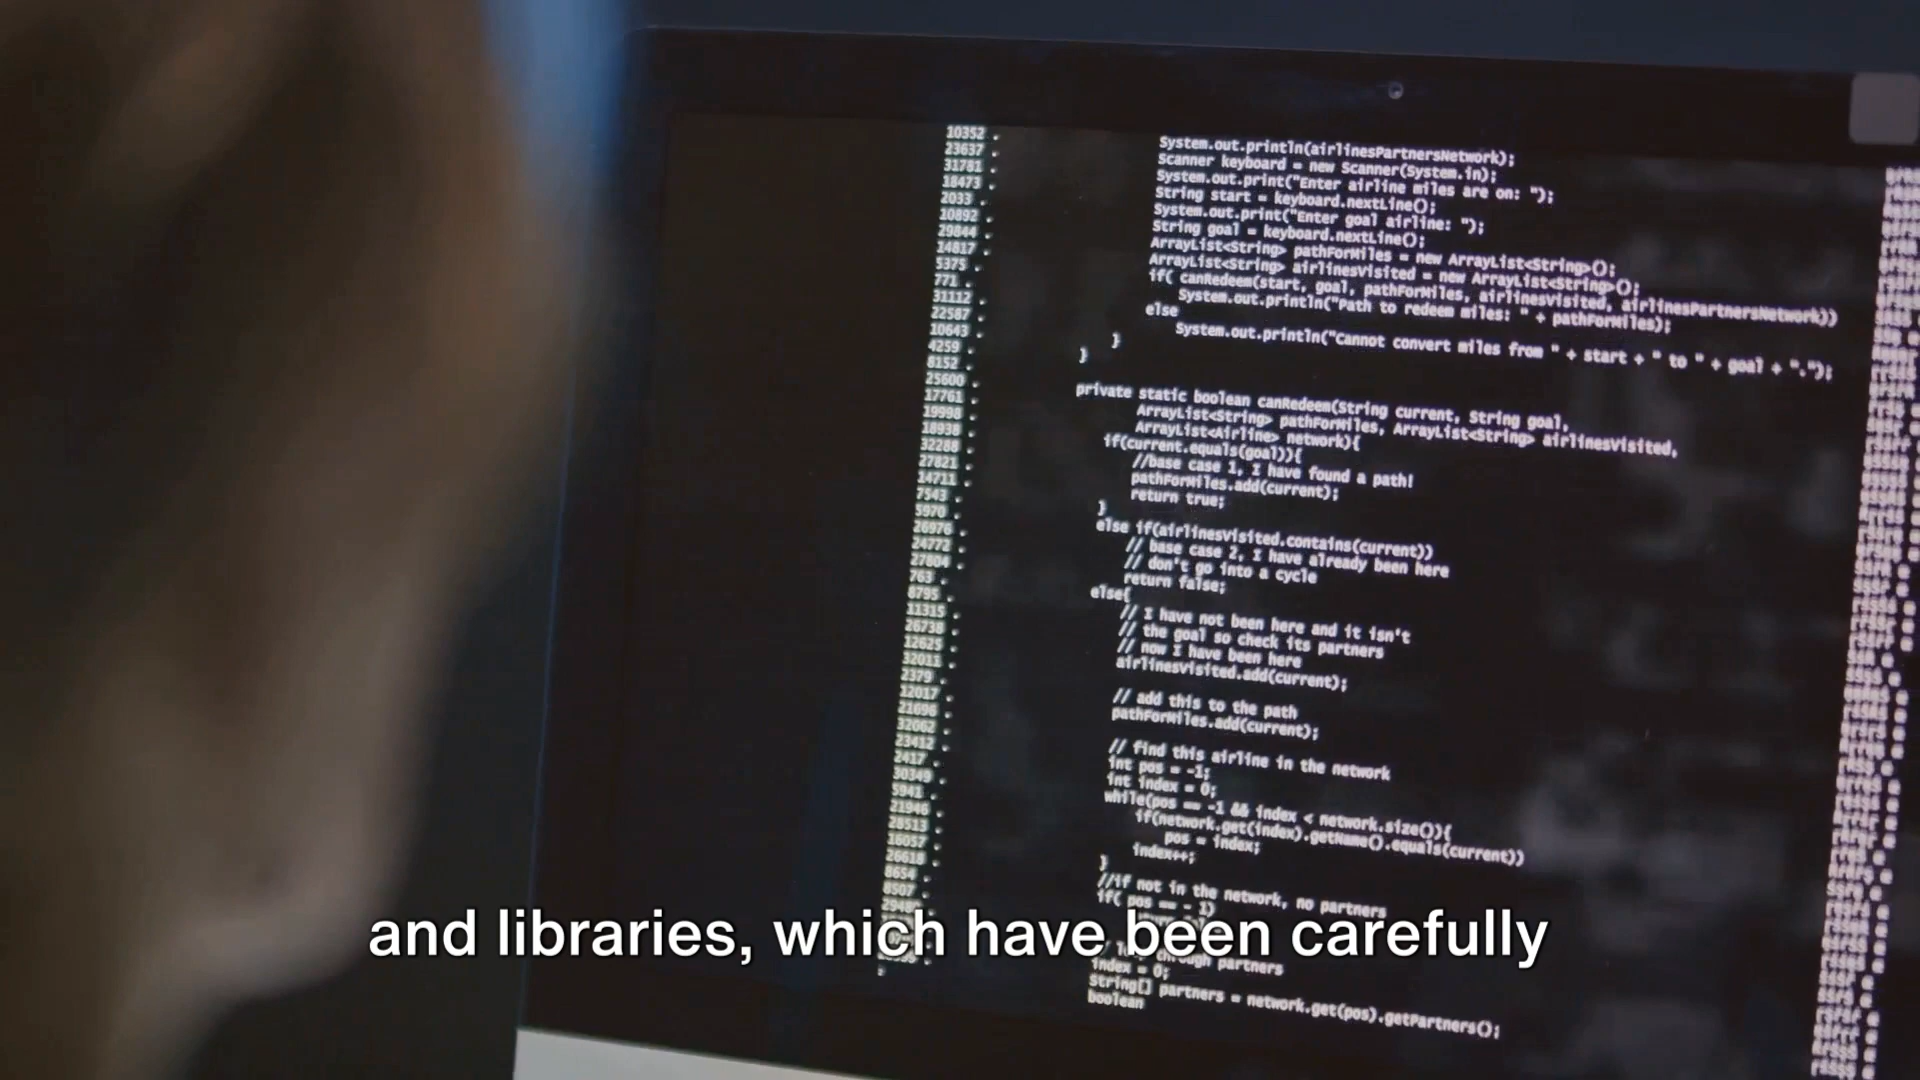 10352 .
23637 .
31781 .
18473 .
2033 .
10892 .
29844 .
14817 .
5375 .
771 .
31112 .
22587 .
10643 .
4259 .
8152 .
25600 .
17761 .
19998 .
18938 .
32288 .
27821 .
14711 .
7543 .
5970 .
26976 .
24772 .
27804 .
763 .
8795 .
11315 .
26738 .
12625 .
32011 .
2379 .
12017 .
21696 .
32062 .
23412 .
2417 .
30349 .
5941 .
21946 .
28513 .
16057 .
26618 .
8654 .
8507 .
System.out.println(airlinesPartnersNetwork);
Scanner keyboard = new Scanner(System.in);
System.out.print("Enter airline miles are on: ");
String start = keyboard.nextLine();
System.out.print("Enter goal airline: ");
String goal = keyboard.nextLine();
ArrayList<String> pathForMiles = new ArrayList<String>();
ArrayList<String> airlinesVisited = new ArrayList<String>();
if( canRedeem(start, goal, pathForMiles, airlinesVisited, airlinesPartnersNetwork))
System.out.println("Path to redeem miles: " + pathForMiles);
else
System.out.println("Cannot convert miles from " + start + " to " + goal + ".");
}
}
private static boolean canRedeem(String current, String goal,
ArrayList<String> pathForMiles, ArrayList<String> airlinesVisited,
ArrayList<Airline> network){
if(current.equals(goal)){
//base case 1, I have found a path!
pathForMiles.add(current);
return true;
}
else if(airlinesVisited.contains(current))
// base case 2, I have already been here
// don't go into a cycle
return false;
else{
// I have not been here and it isn't
// the goal so check its partners
// now I have been here
airlinesVisited.add(current);
// add this to the path
pathForMiles.add(current);
// find this airline in the network
int pos = -1;
int index = 0;
while(pos == -1 && index < network.size()){
if(network.get(index).getName().equals(current))
pos = index;
index++;
}
//if not in the network, no partners
if( pos == - 1)
through partners
index = 0;
String[] partners = network.get(pos).getPartners();
boolean
and libraries, which have been carefully